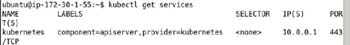 ubuntu@ip-172-30-1-55:~$ kubectl get services
NAME LABELS SELECTOR IP(S) POR
T(S)
kubernetes component=apiserver,provider=kubernetes <none> 10.0.0.1 443
/TCP